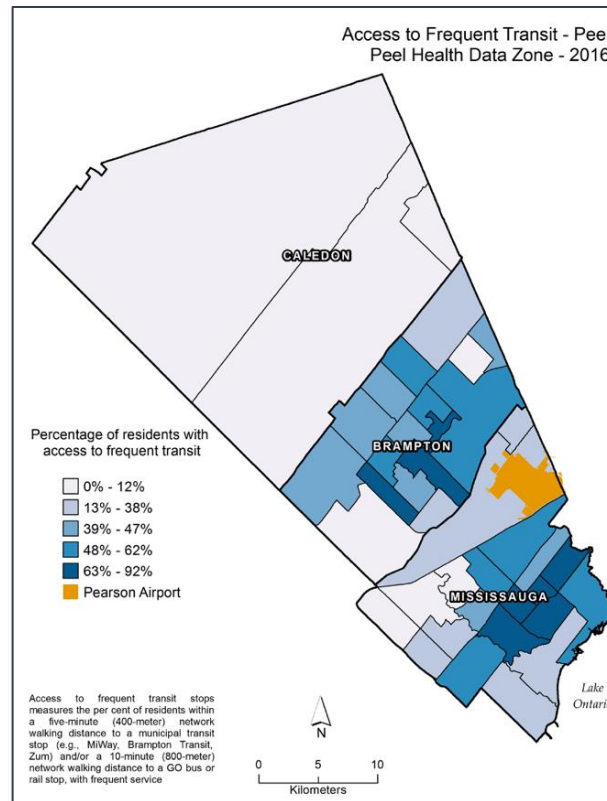 Access to Frequent Transit - Pee
Peel Health Data Zone - 2016
CALEDON
BRAMPTON
MISSISSAUGA
Percentage of residents with
access to frequent transit
0% - 12%
13% - 38%
39% - 47%
48% - 62%
63% - 92%
Pearson Airport
Lake
Ontari
Access to frequent transit stops
measures the per cent of residents within
a five-minute (400-meter) network
walking distance to a municipal transit
stop (e.g., MiWay, Brampton Transit,
Zum) and/or a 10-minute (800-meter)
network walking distance to a GO bus or
rail stop, with frequent service
N
0 5 10
Kilometers